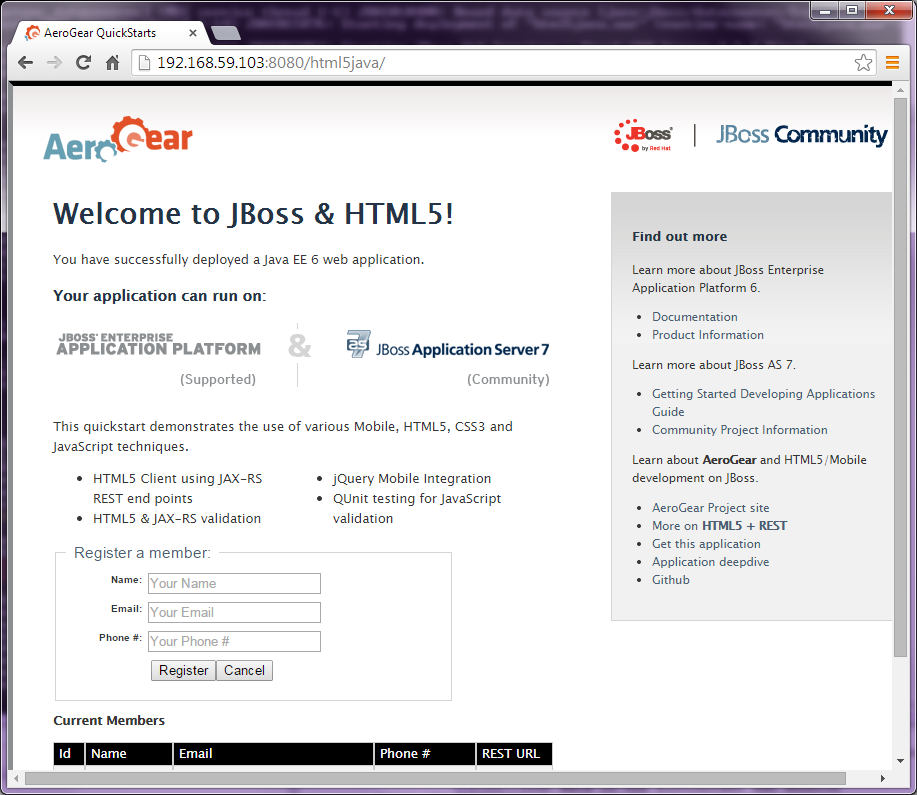 AeroGear QuickStarts
192.168.59.103:8080/html5java/
AeroGear
JBoss by Red Hat | JBoss Community
Welcome to JBoss & HTML5!
You have successfully deployed a Java EE 6 web application.
Your application can run on:
JBOSS® ENTERPRISE
APPLICATION PLATFORM
(Supported)
&
as JBoss Application Server 7
(Community)
This quickstart demonstrates the use of various Mobile, HTML5, CSS3 and
JavaScript techniques.
• HTML5 Client using JAX-RS
REST end points
• HTML5 & JAX-RS validation
• jQuery Mobile Integration
• QUnit testing for JavaScript
validation
Register a member:
Name: Your Name
Email: Your Email
Phone #: Your Phone #
Register Cancel
Current Members
Id Name Email Phone # REST URL
Find out more
Learn more about JBoss Enterprise
Application Platform 6.
• Documentation
• Product Information
Learn more about JBoss AS 7.
• Getting Started Developing Applications
Guide
• Community Project Information
Learn about AeroGear and HTML5/Mobile
development on JBoss.
• AeroGear Project site
• More on HTML5 + REST
• Get this application
• Application deepdive
• Github